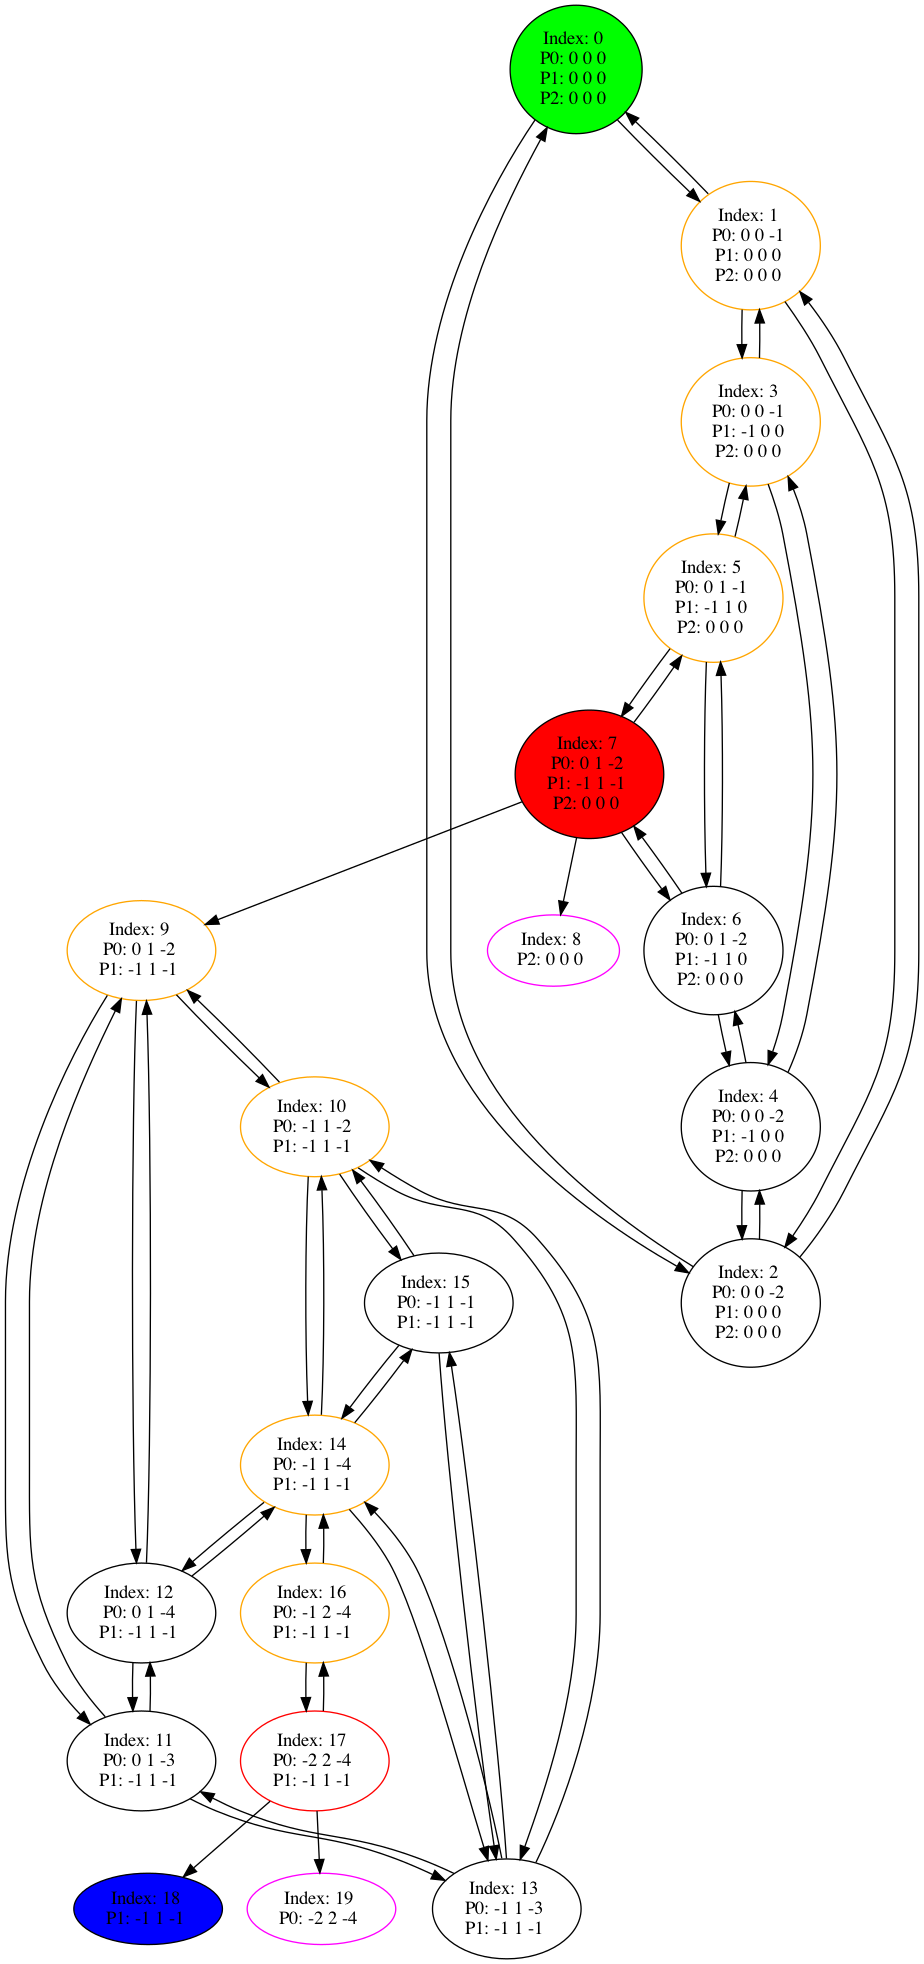 Index: 0
P0: 0 0 0
P1: 0 0 0
P2: 0 0 0
Index: 1
P0: 0 0 -1
P1: 0 0 0
P2: 0 0 0
Index: 3
P0: 0 0 -1
P1: -1 0 0
P2: 0 0 0
Index: 5
P0: 0 1 -1
P1: -1 1 0
P2: 0 0 0
Index: 7
P0: 0 1 -2
P1: -1 1 -1
P2: 0 0 0
Index: 9
P0: 0 1 -2
P1: -1 1 -1
Index: 8
P2: 0 0 0
Index: 6
P0: 0 1 -2
P1: -1 1 0
P2: 0 0 0
Index: 10
P0: -1 1 -2
P1: -1 1 -1
Index: 4
P0: 0 0 -2
P1: -1 0 0
P2: 0 0 0
Index: 15
P0: -1 1 -1
P1: -1 1 -1
Index: 2
P0: 0 0 -2
P1: 0 0 0
P2: 0 0 0
Index: 14
P0: -1 1 -4
P1: -1 1 -1
Index: 12
P0: 0 1 -4
P1: -1 1 -1
Index: 16
P0: -1 2 -4
P1: -1 1 -1
Index: 11
P0: 0 1 -3
P1: -1 1 -1
Index: 17
P0: -2 2 -4
P1: -1 1 -1
Index: 18
P1: -1 1 -1
Index: 19
P0: -2 2 -4
Index: 13
P0: -1 1 -3
P1: -1 1 -1